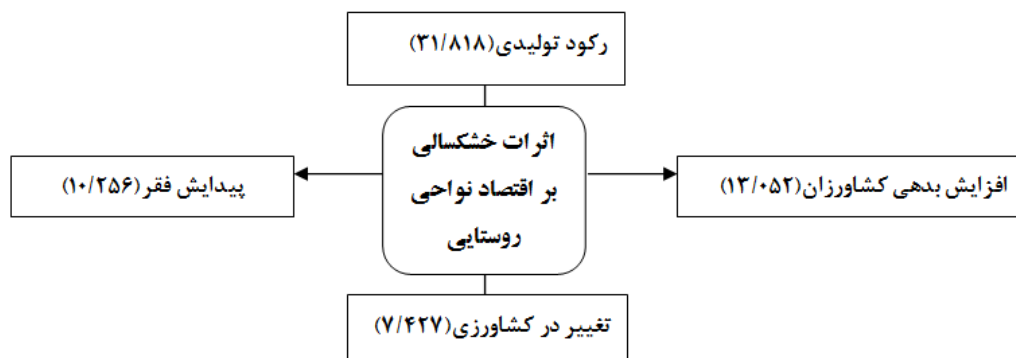 رکود تولیدی(۳۱/۸۱۸)
اثرات خشکسالی
بر اقتصاد نواحی
روستایی
افزایش بدهی کشاورزان(۱۳/۰۵۲)
پیدایش فقر(۱۰/۲۵۶)
تغییر در کشاورزی(۷/۴۲۷)